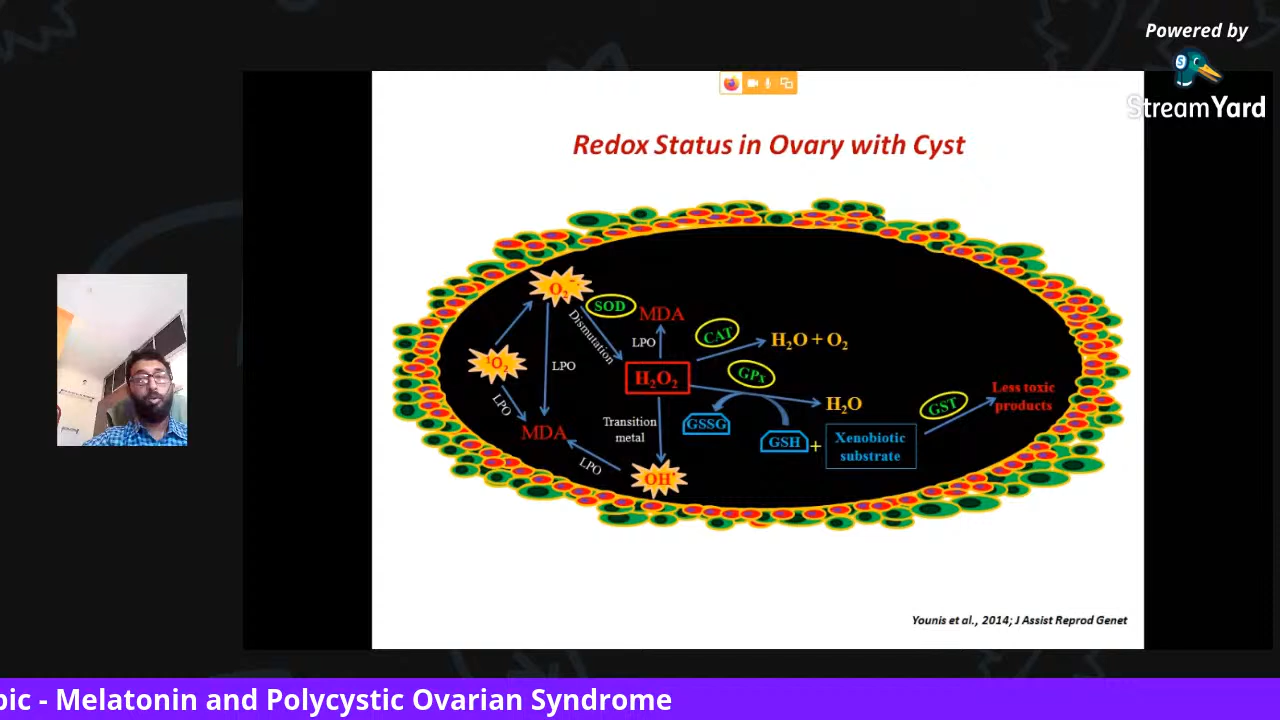 Powered by
StreamYard
Redox Status in Ovary with Cyst
O₂˙⁻
SOD
MDA
Dismutation
LPO
CAT
H₂O + O₂
¹O₂
LPO
H₂O₂
GPx
LPO
H₂O
Less toxic
products
GST
MDA
Transition
metal
GSSG
GSH
+
Xenobiotic
substrate
LPO
OH˙
Younis et al., 2014; J Assist Reprod Genet
pic - Melatonin and Polycystic Ovarian Syndrome